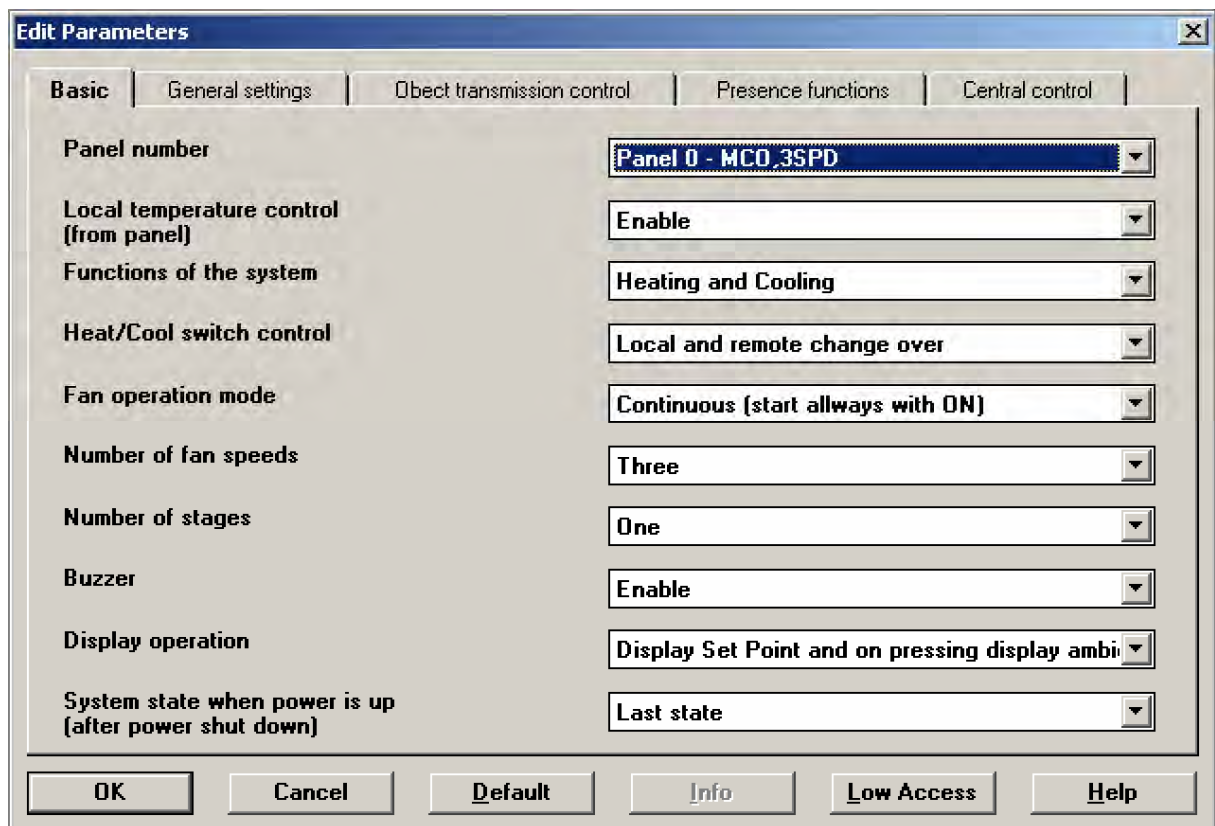 Edit Parameters
Basic General settings Obect transmission control Presence functions Central control
Panel number Panel 0 - MCO,3SPD
Local temperature control
(from panel) Enable
Functions of the system Heating and Cooling
Heat/Cool switch control Local and remote change over
Fan operation mode Continuous (start allways with ON)
Number of fan speeds Three
Number of stages One
Buzzer Enable
Display operation Display Set Point and on pressing display ambi
System state when power is up
(after power shut down) Last state
OK Cancel Default Info Low Access Help